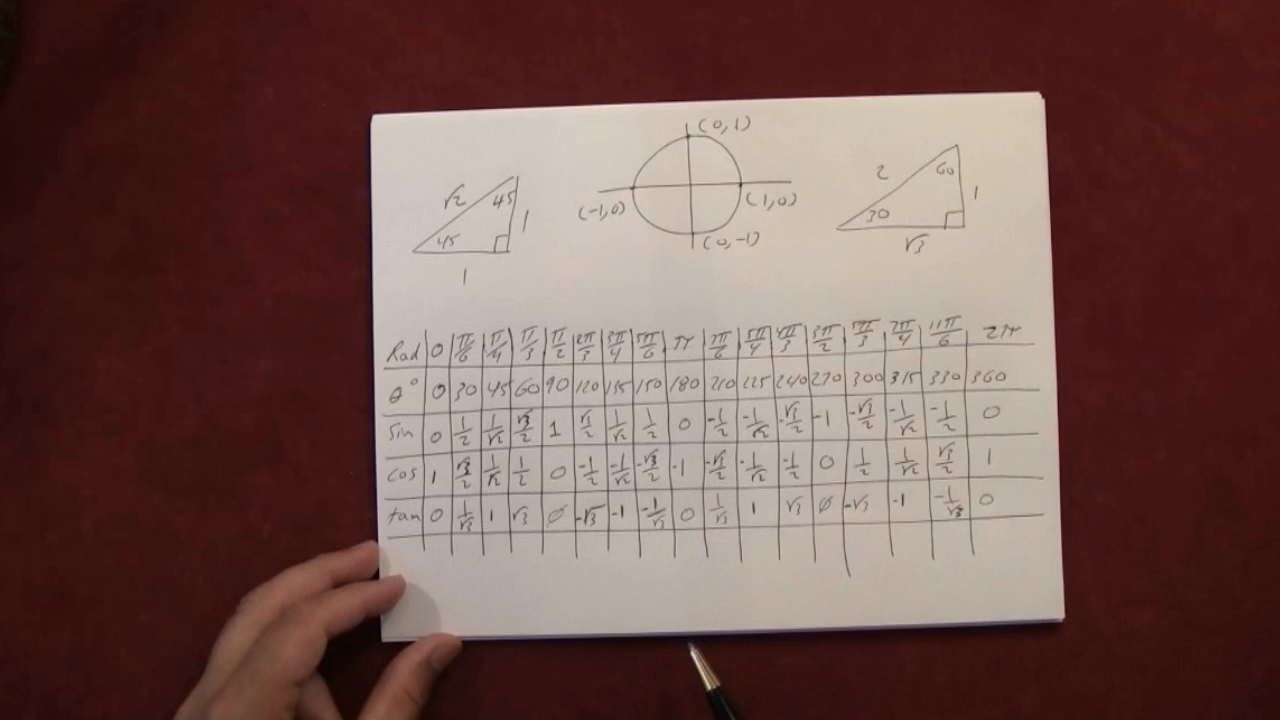 (0,1)
√2 45 45 1 1
(-1,0) (1,0)
(0,-1)
2 60 30 1 √3
Rad 0 π/6 π/4 π/3 π/2 2π/3 3π/4 5π/6 π 7π/6 5π/4 4π/3 3π/2 5π/3 7π/4 11π/6 2π
θ° 0 30 45 60 90 120 135 150 180 210 225 240 270 300 315 330 360
Sin 0 1/2 1/√2 √3/2 1 √3/2 1/√2 1/2 0 -1/2 -1/√2 -√3/2 -1 -√3/2 -1/√2 -1/2 0
cos 1 √3/2 1/√2 1/2 0 -1/2 -1/√2 -√3/2 -1 -√3/2 -1/√2 -1/2 0 1/2 1/√2 √3/2 1
tan 0 1/√3 1 √3 ∅ -√3 -1 -1/√3 0 1/√3 1 √3 ∅ -√3 -1 -1/√3 0